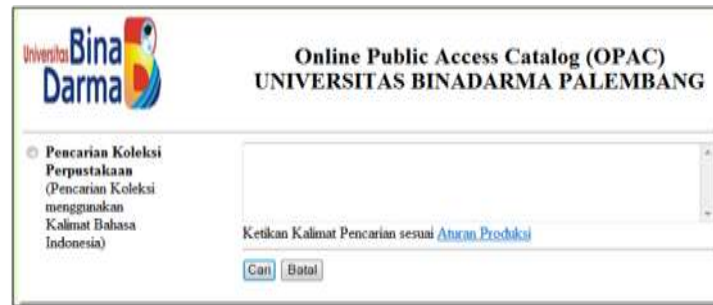 Universitas Bina
Darma
Online Public Access Catalog (OPAC)
UNIVERSITAS BINADARMA PALEMBANG
Pencarian Koleksi
Perpustakaan
(Pencarian Koleksi
menggunakan
Kalimat Bahasa
Indonesia)
Ketikan Kalimat Pencarian sesuai Aturan Produksi
Cari Batal